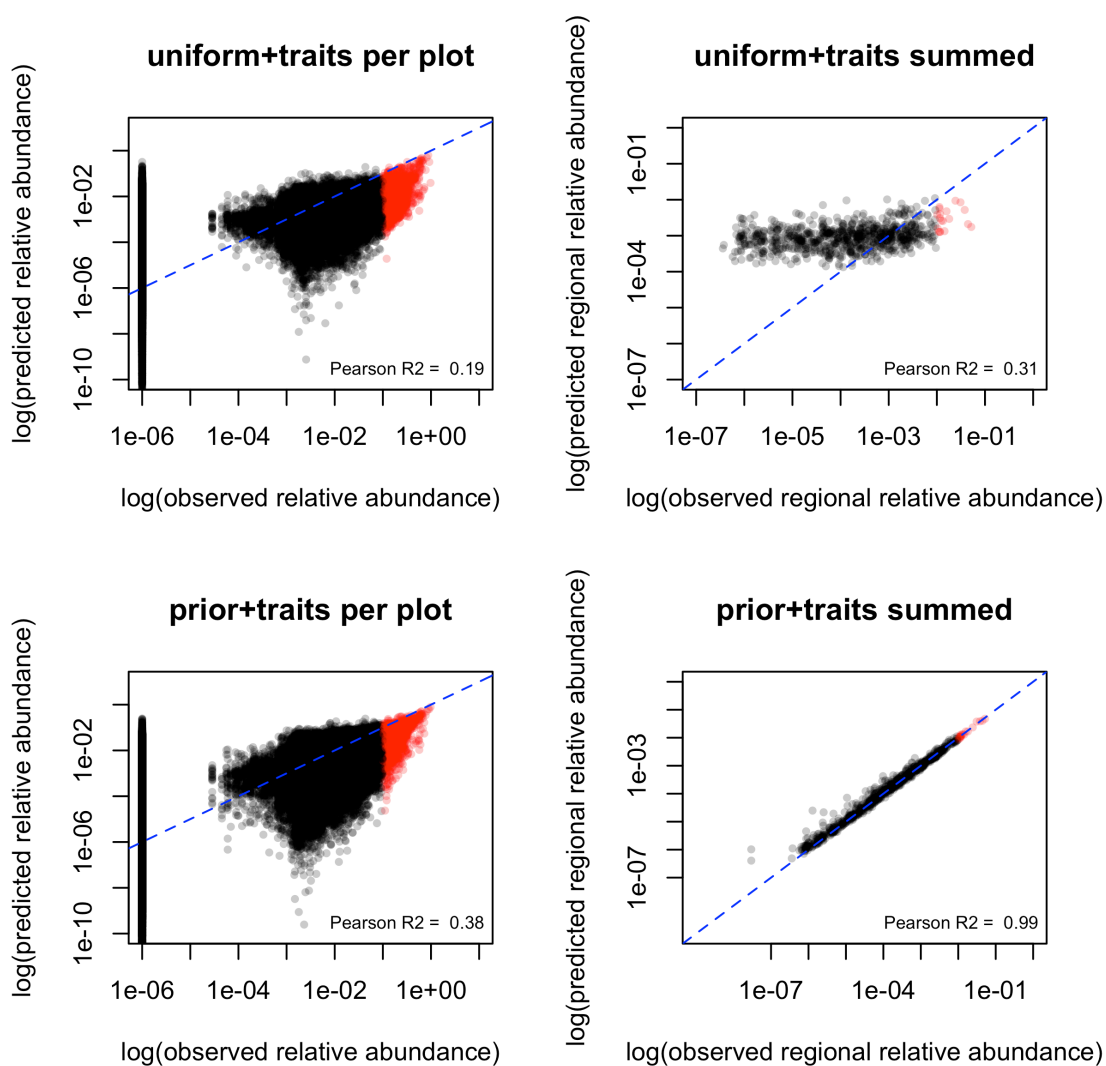 uniform+traits per plot
log(predicted relative abundance)
1e-02
1e-06
1e-10
Pearson R2 = 0.19
1e-06 1e-04 1e-02 1e+00
log(observed relative abundance)
uniform+traits summed
log(predicted regional relative abundance)
1e-01
1e-04
1e-07
Pearson R2 = 0.31
1e-07 1e-05 1e-03 1e-01
log(observed regional relative abundance)
prior+traits per plot
log(predicted relative abundance)
1e-02
1e-06
1e-10
Pearson R2 = 0.38
1e-06 1e-04 1e-02 1e+00
log(observed relative abundance)
prior+traits summed
log(predicted regional relative abundance)
1e-03
1e-07
Pearson R2 = 0.99
1e-07 1e-04 1e-01
log(observed regional relative abundance)